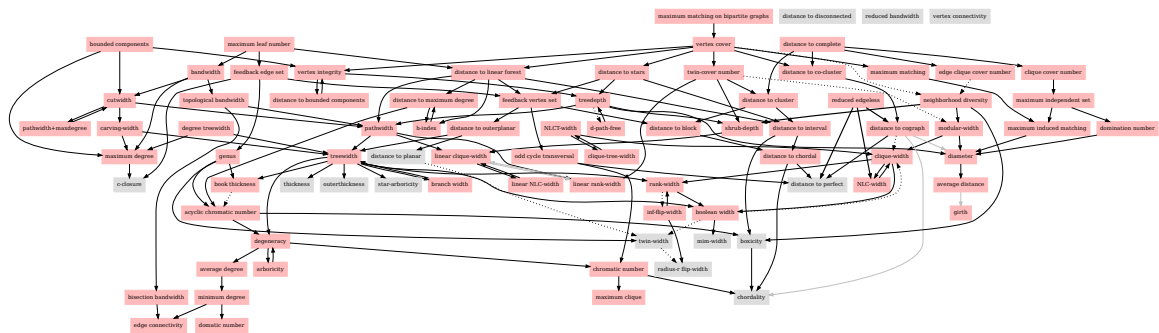 maximum matching on bipartite graphs
distance to disconnected
reduced bandwidth
vertex connectivity
bounded components
maximum leaf number
vertex cover
distance to complete
bandwidth
feedback edge set
vertex integrity
distance to linear forest
distance to stars
twin-cover number
distance to co-cluster
maximum matching
edge clique cover number
clique cover number
distance to bounded components
cutwidth
topological bandwidth
distance to maximum degree
feedback vertex set
treedepth
distance to cluster
reduced edgeless
neighborhood diversity
maximum independent set
pathwidth+maxdegree
carving-width
degree treewidth
pathwidth
h-index
distance to outerplanar
NLCT-width
d-path-free
distance to block
shrub-depth
distance to interval
distance to cograph
modular-width
maximum induced matching
domination number
maximum degree
genus
treewidth
distance to planar
linear clique-width
odd cycle transversal
clique-tree-width
distance to chordal
clique-width
diameter
c-closure
book thickness
thickness
outerthickness
star-arboricity
branch width
linear NLC-width
linear rank-width
rank-width
distance to perfect
NLC-width
average distance
acyclic chromatic number
inf-flip-width
boolean width
girth
degeneracy
twin-width
mim-width
boxicity
average degree
arboricity
chromatic number
radius-r flip-width
bisection bandwidth
minimum degree
maximum clique
chordality
edge connectivity
domatic number